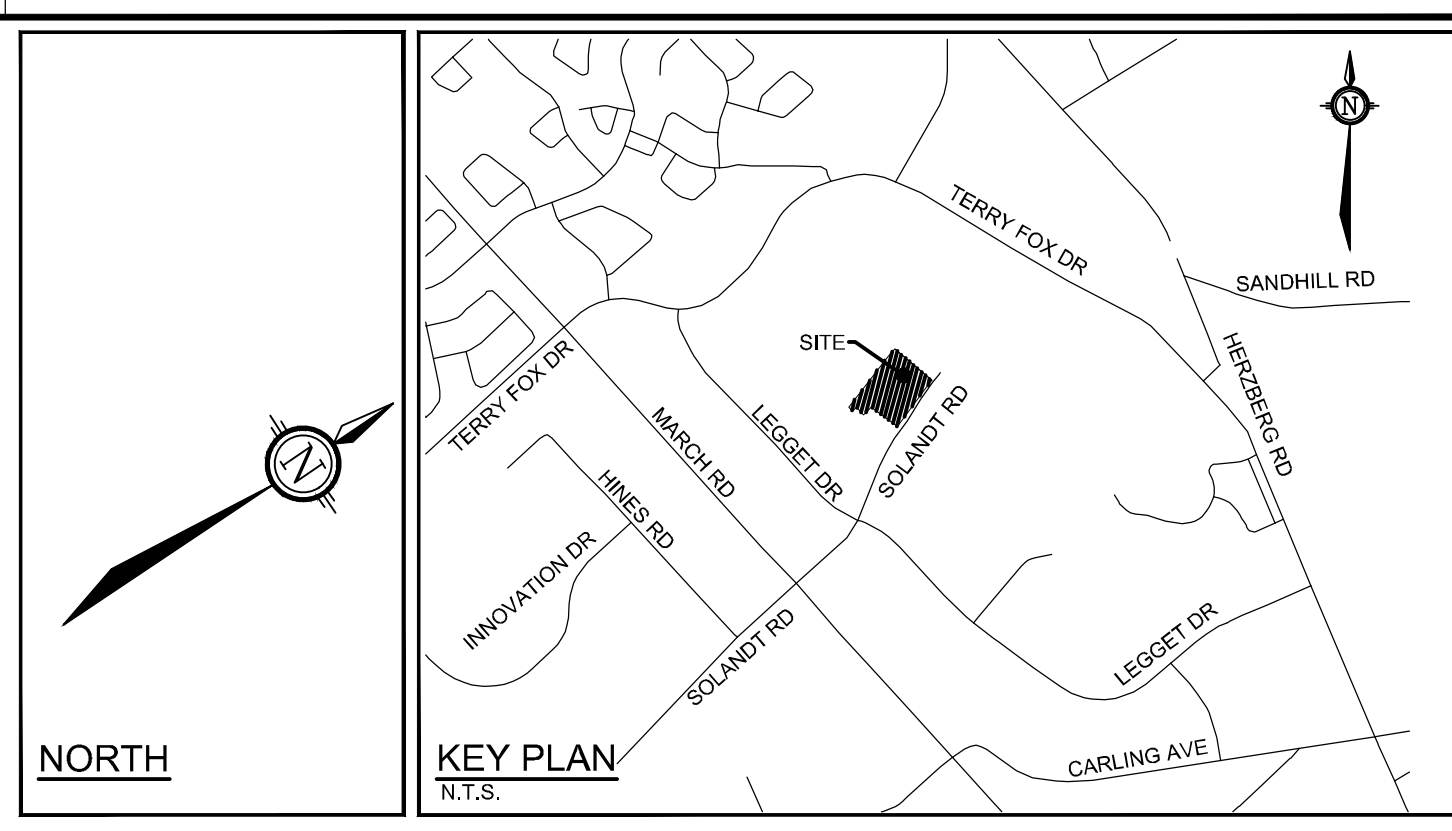 N
NORTH
N
TERRY FOX DR
SANDHILL RD
SITE
HERZBERG RD
TERRY FOX DR
MARCH RD
LEGGET DR
SOLANDT RD
HINES RD
INNOVATION DR
SOLANDT RD
LEGGET DR
CARLING AVE
KEY PLAN
N.T.S.